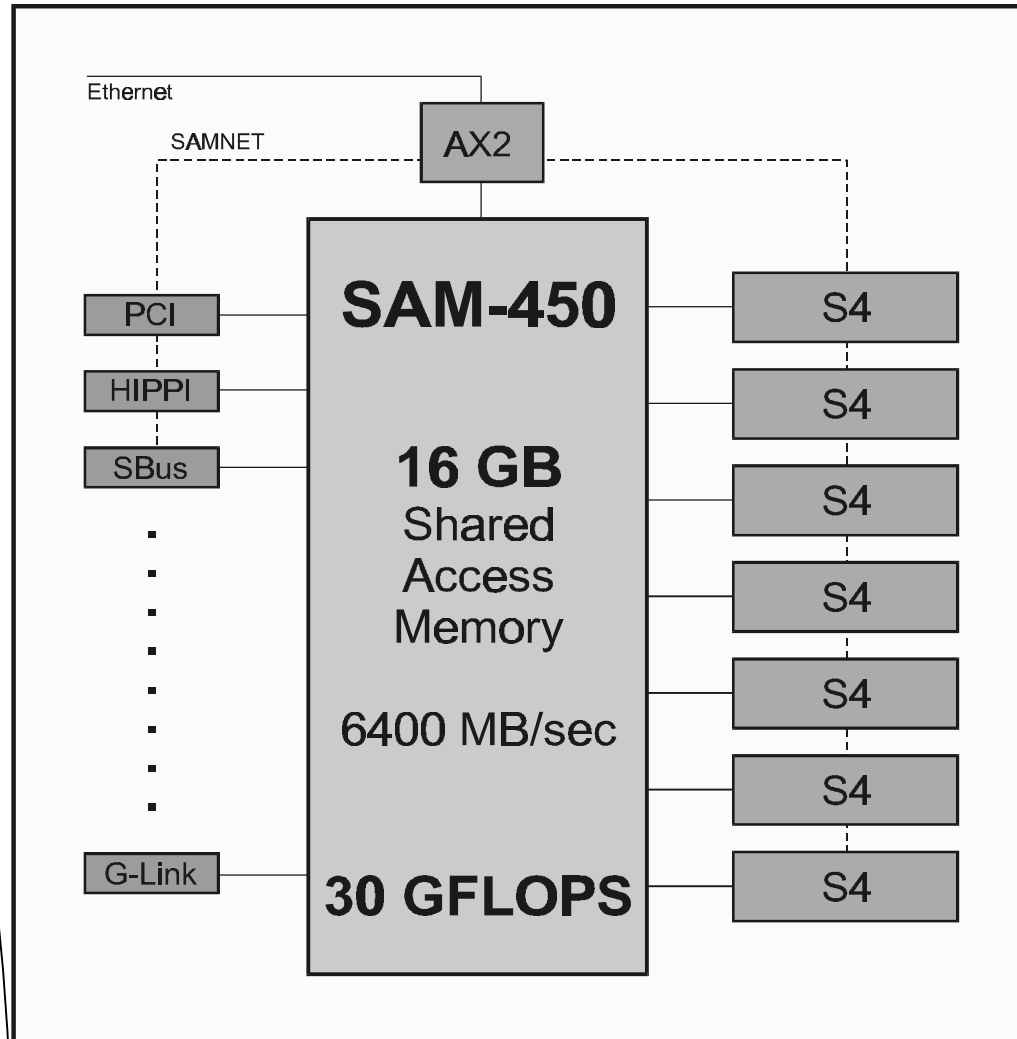 Ethernet
SAMNET
AX2
PCI
HIPPI
SBus
G-Link
SAM-450
16 GB
Shared
Access
Memory
6400 MB/sec
30 GFLOPS
S4
S4
S4
S4
S4
S4
S4